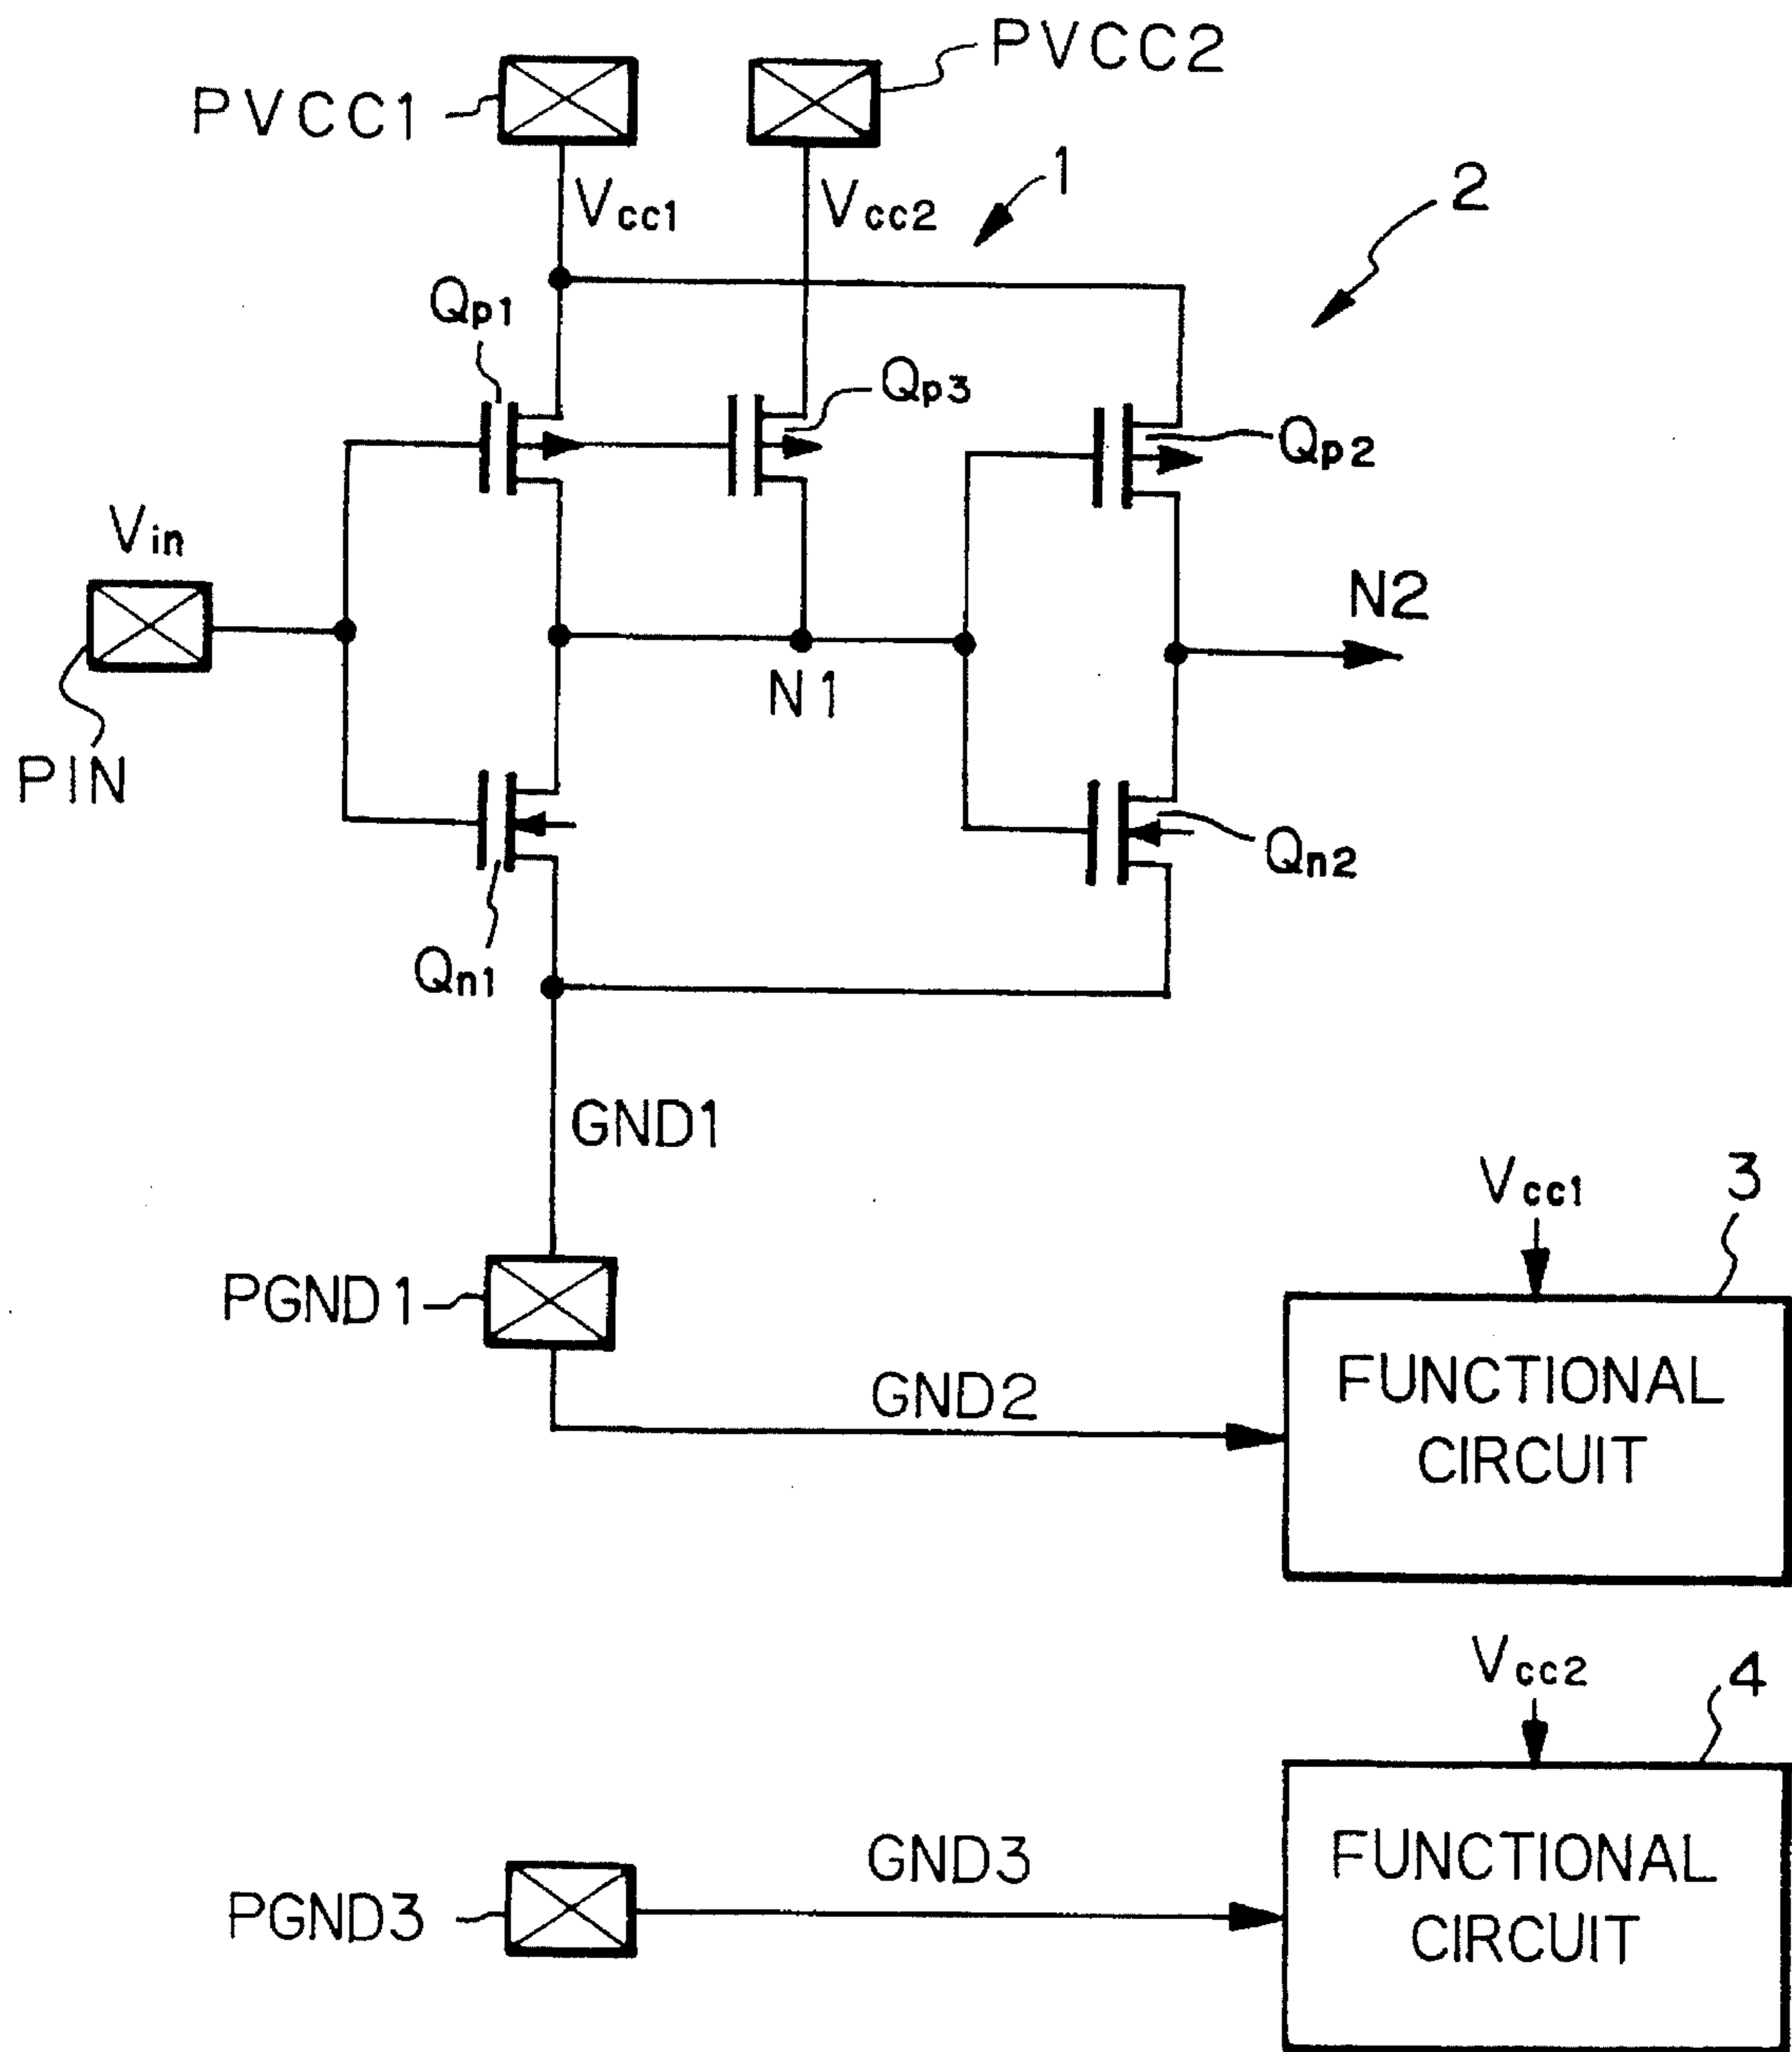 PVCC1
PVCC2
Vcc1
Vcc2
1
2
Qp1
Qp3
Qp2
Vin
N2
N1
PIN
Qn1
Qn2
GND1
PGND1
GND2
Vcc1
3
FUNCTIONAL
CIRCUIT
Vcc2
4
PGND3
GND3
FUNCTIONAL
CIRCUIT